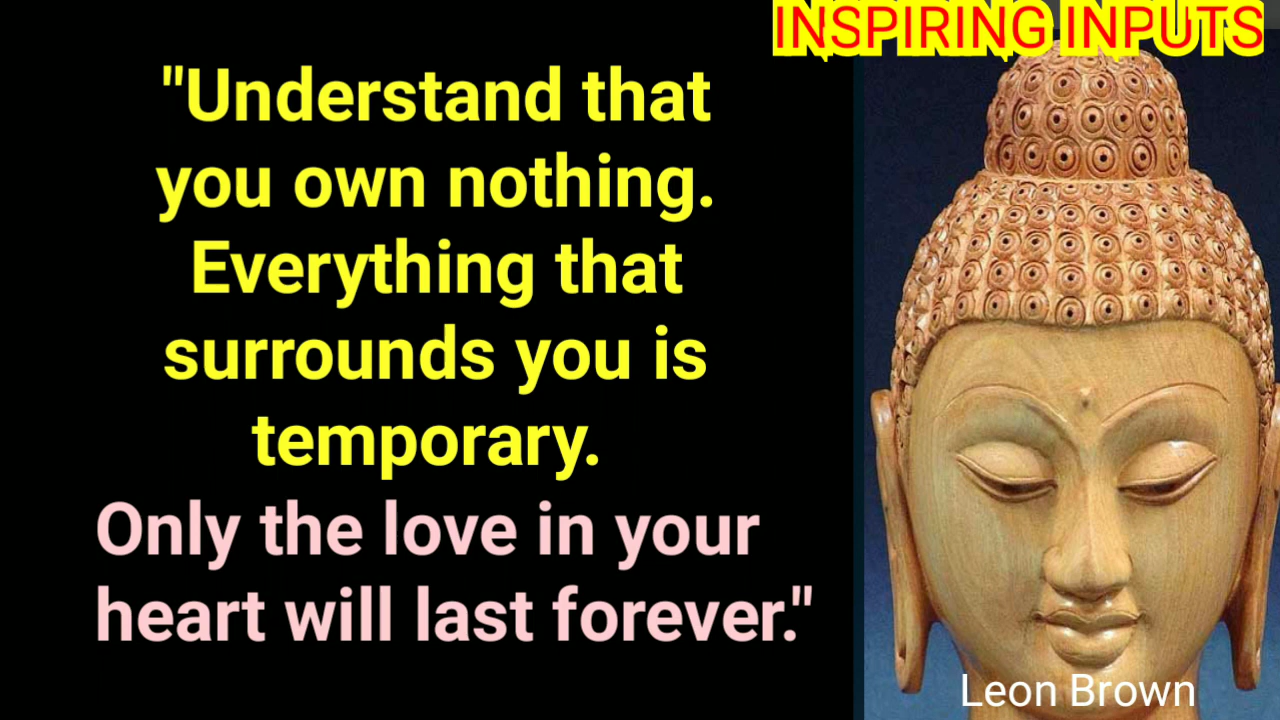 INSPIRING INPUTS
"Understand that
you own nothing.
Everything that
surrounds you is
temporary.
Only the love in your
heart will last forever."
Leon Brown